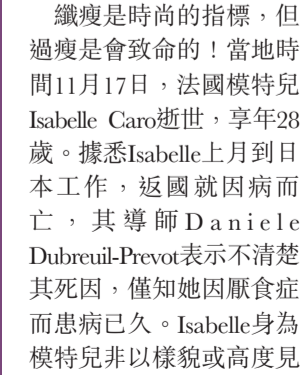 纖瘦是時尚的指標，但
過瘦是會致命的！當地時
間11月17日，法國模特兒
Isabelle Caro逝世，享年28
歲。據悉Isabelle上月到日
本工作，返國就因病而
亡，其導師Daniele
Dubreuil-Prevot表示不清楚
其死因，僅知她因厭食症
而患病已久。Isabelle身為
模特兒非以樣貌或高度見